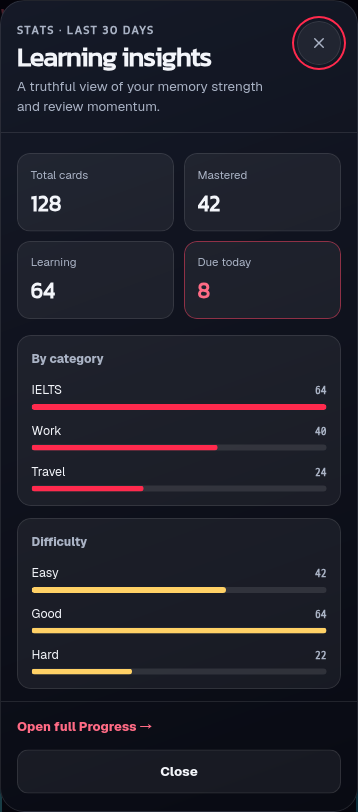 STATS · LAST 30 DAYS
Learning insights
A truthful view of your memory strength
and review momentum.
Total cards
128
Mastered
42
Learning
64
Due today
8
By category
IELTS 64
Work 40
Travel 24
Difficulty
Easy 42
Good 64
Hard 22
Open full Progress →
Close